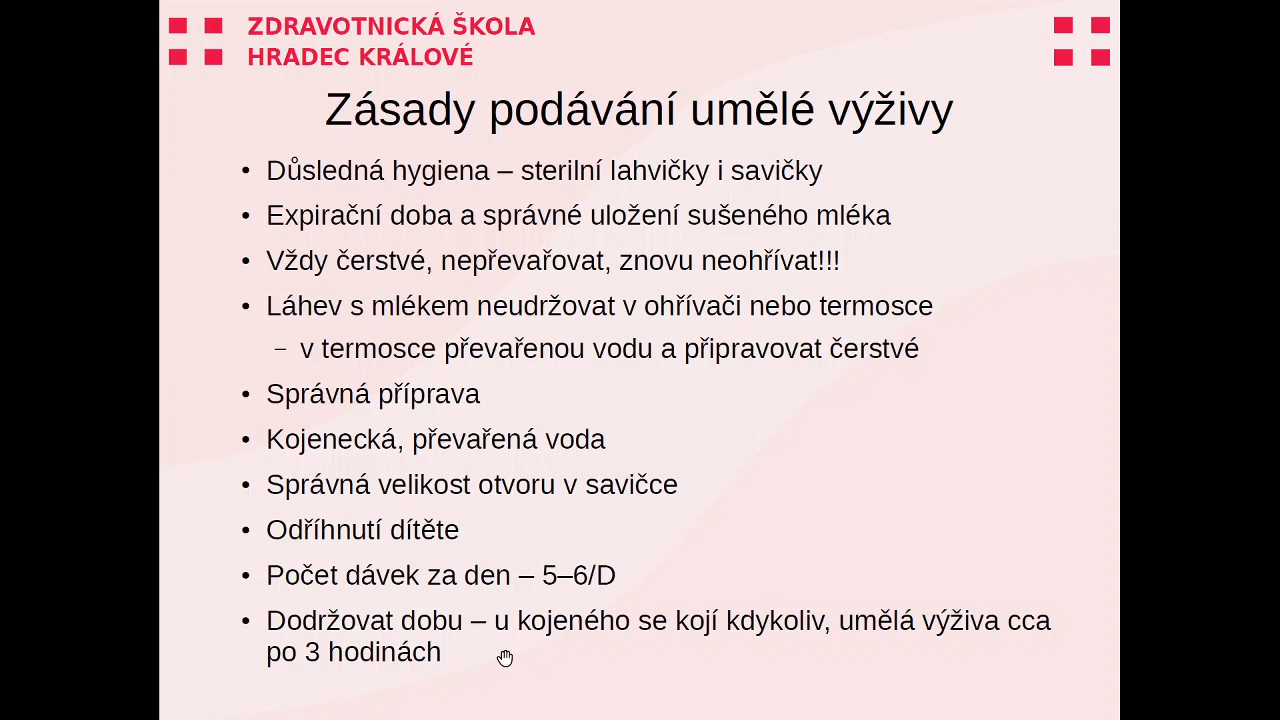 ZDRAVOTNICKÁ ŠKOLA
HRADEC KRÁLOVÉ
Zásady podávání umělé výživy
• Důsledná hygiena – sterilní lahvičky i savičky
• Expirační doba a správné uložení sušeného mléka
• Vždy čerstvé, nepřevařovat, znovu neohřívat!!!
• Láhev s mlékem neudržovat v ohřívači nebo termosce
– v termosce převařenou vodu a připravovat čerstvé
• Správná příprava
• Kojenecká, převařená voda
• Správná velikost otvoru v savičce
• Odříhnutí dítěte
• Počet dávek za den – 5–6/D
• Dodržovat dobu – u kojeného se kojí kdykoliv, umělá výživa cca
po 3 hodinách